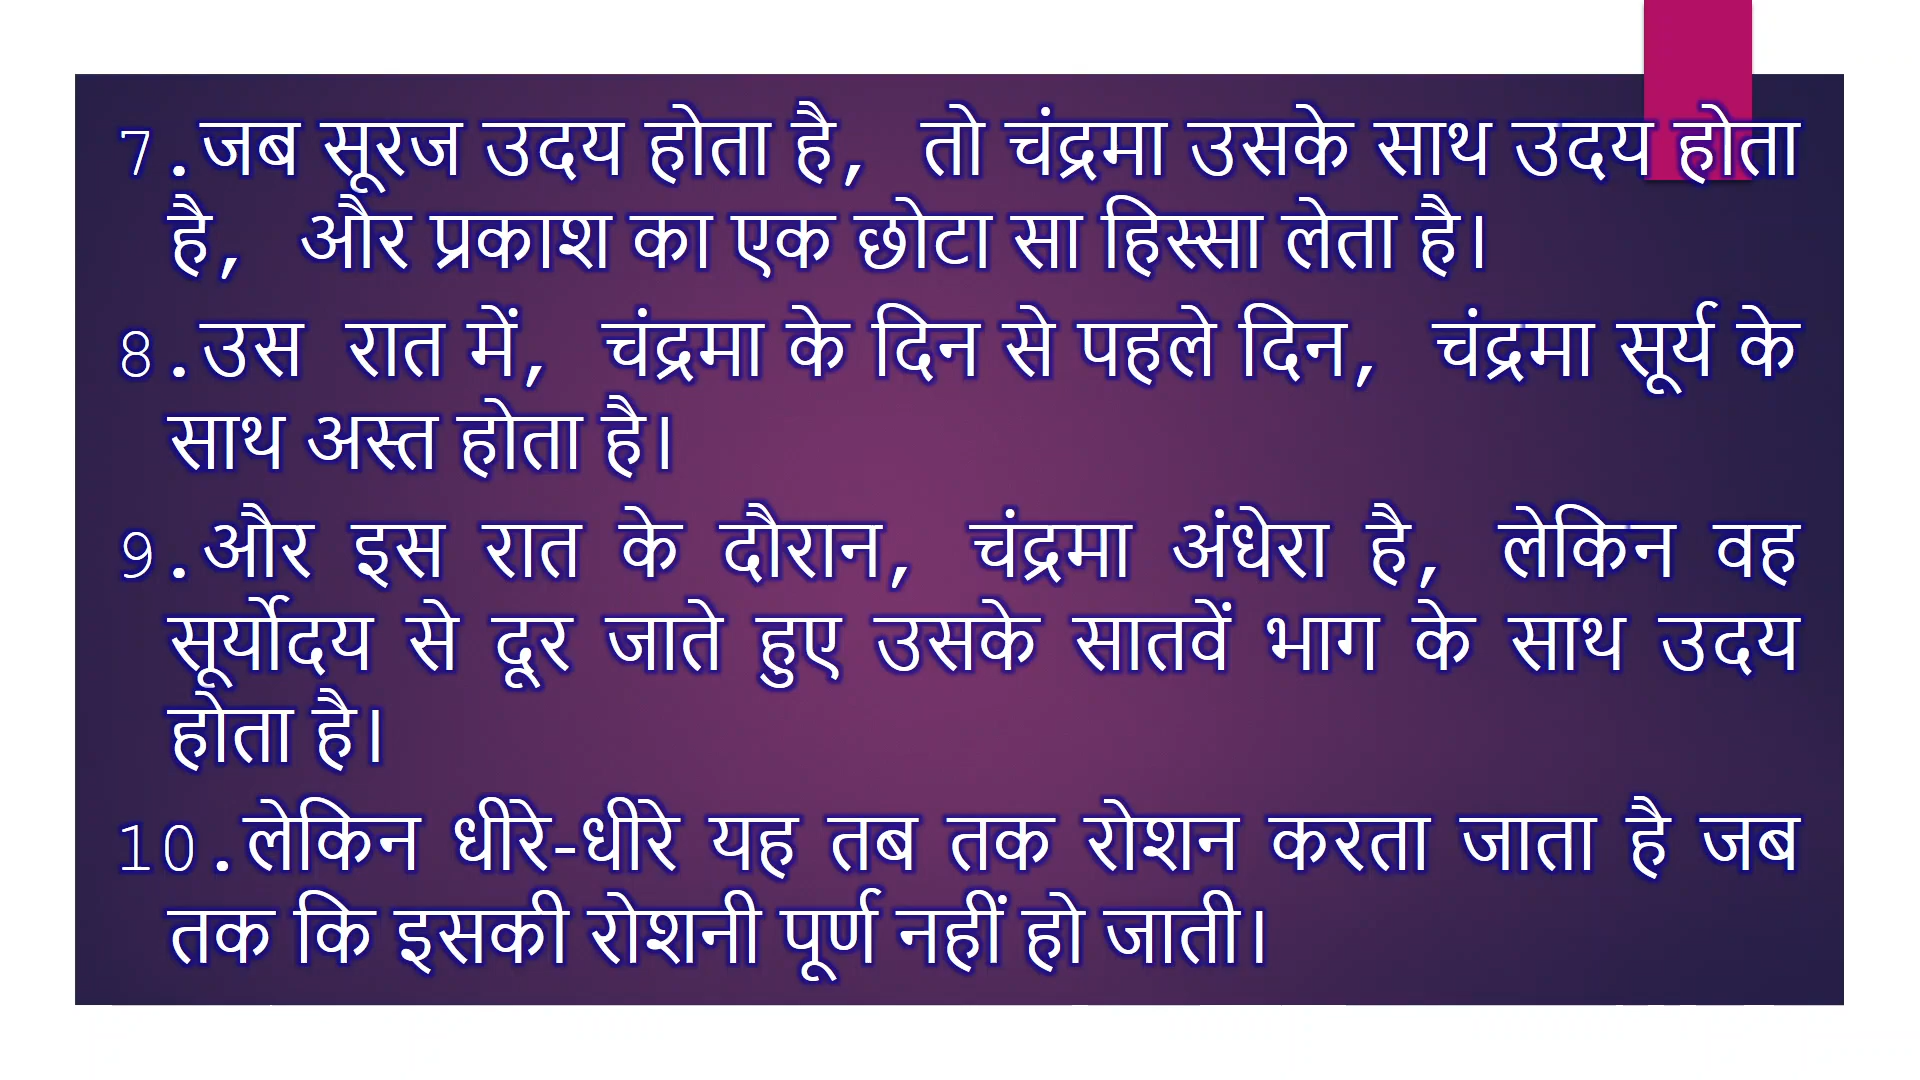 7.जब सूरज उदय होता है, तो चंद्रमा उसके साथ उदय होता
है, और प्रकाश का एक छोटा सा हिस्सा लेता है।
8.उस रात में, चंद्रमा के दिन से पहले दिन, चंद्रमा सूर्य के
साथ अस्त होता है।
9.और इस रात के दौरान, चंद्रमा अंधेरा है, लेकिन वह
सूर्योदय से दूर जाते हुए उसके सातवें भाग के साथ उदय
होता है।
10.लेकिन धीरे-धीरे यह तब तक रोशन करता जाता है जब
तक कि इसकी रोशनी पूर्ण नहीं हो जाती।